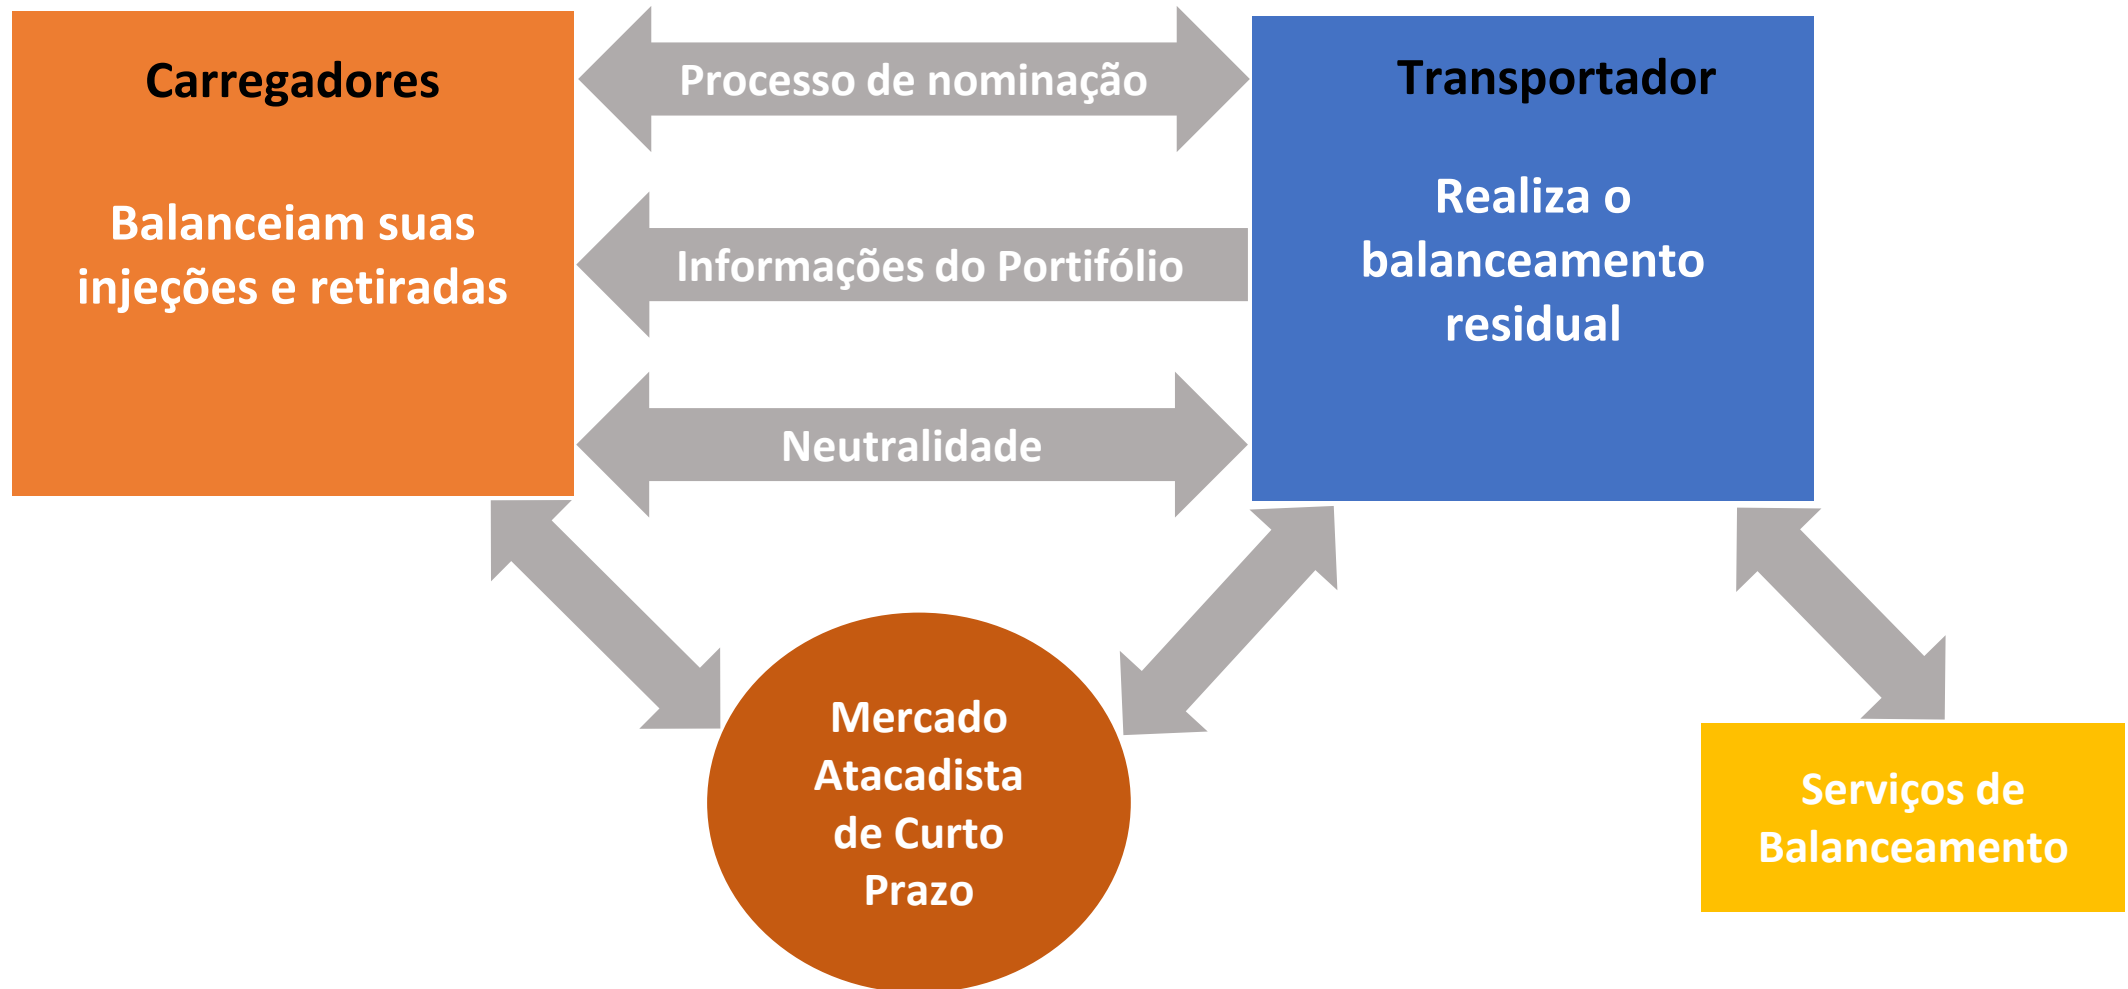 Carregadores
Balanceiam suas
injeções e retiradas
Processo de nominação
Informações do Portifólio
Neutralidade
Transportador
Realiza o
balanceamento
residual
Mercado
Atacadista
de Curto
Prazo
Serviços de
Balanceamento